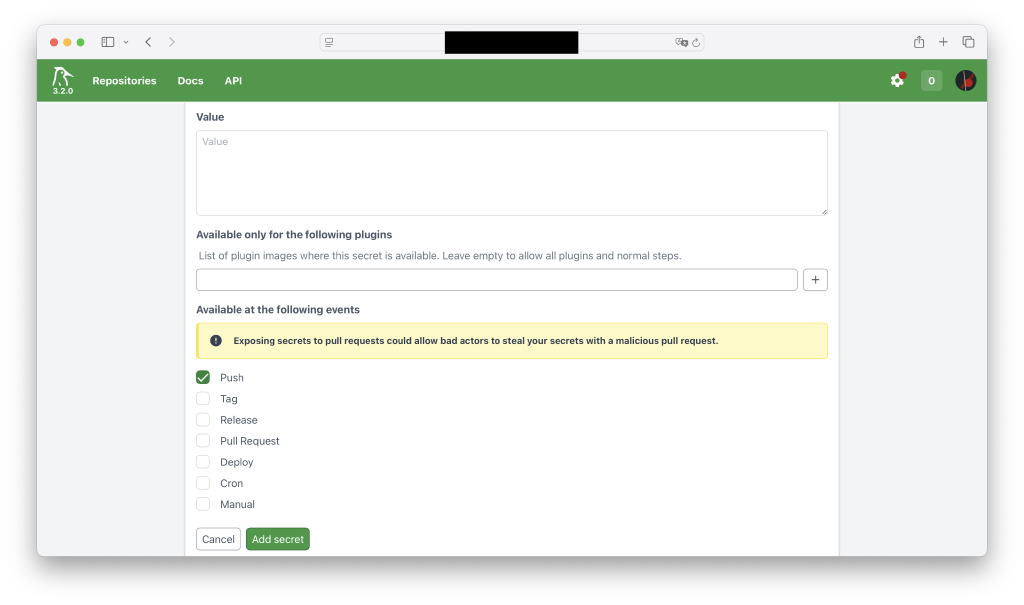 3.2.0
Repositories
Docs
API
0
Value
Value
Available only for the following plugins
List of plugin images where this secret is available. Leave empty to allow all plugins and normal steps.
+
Available at the following events
Exposing secrets to pull requests could allow bad actors to steal your secrets with a malicious pull request.
Push
Tag
Release
Pull Request
Deploy
Cron
Manual
Cancel
Add secret